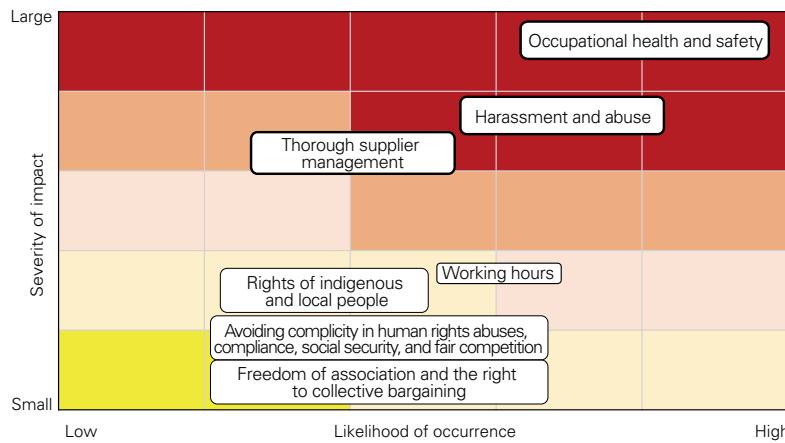 Large
Occupational health and safety
Harassment and abuse
Thorough supplier
management
Severity of impact
Working hours
Rights of indigenous
and local people
Avoiding complicity in human rights abuses,
compliance, social security, and fair competition
Freedom of association and the right
to collective bargaining
Small
Low
Likelihood of occurrence
High